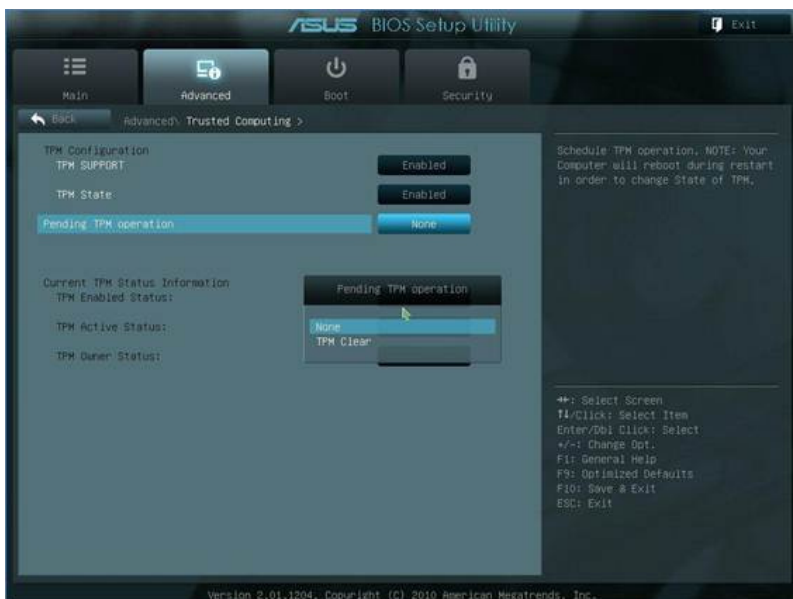 ASUS BIOS Setup Utility
Exit
Main
Advanced
Boot
Security
Back
Advanced\ Trusted Computing >
TPM Configuration
TPM SUPPORT
Enabled
TPM State
Enabled
Pending TPM operation
None
Current TPM Status Information
TPM Enabled Status:
TPM Active Status:
TPM Owner Status:
Pending TPM operation
None
TPM Clear
Schedule TPM operation. NOTE: Your
Computer will reboot during restart
in order to change State of TPM.
→←: Select Screen
↑↓/Click: Select Item
Enter/Dbl Click: Select
+/-: Change Opt.
F1: General Help
F9: Optimized Defaults
F10: Save & Exit
ESC: Exit
Version 2.01.1204. Copyright (C) 2010 American Megatrends, Inc.